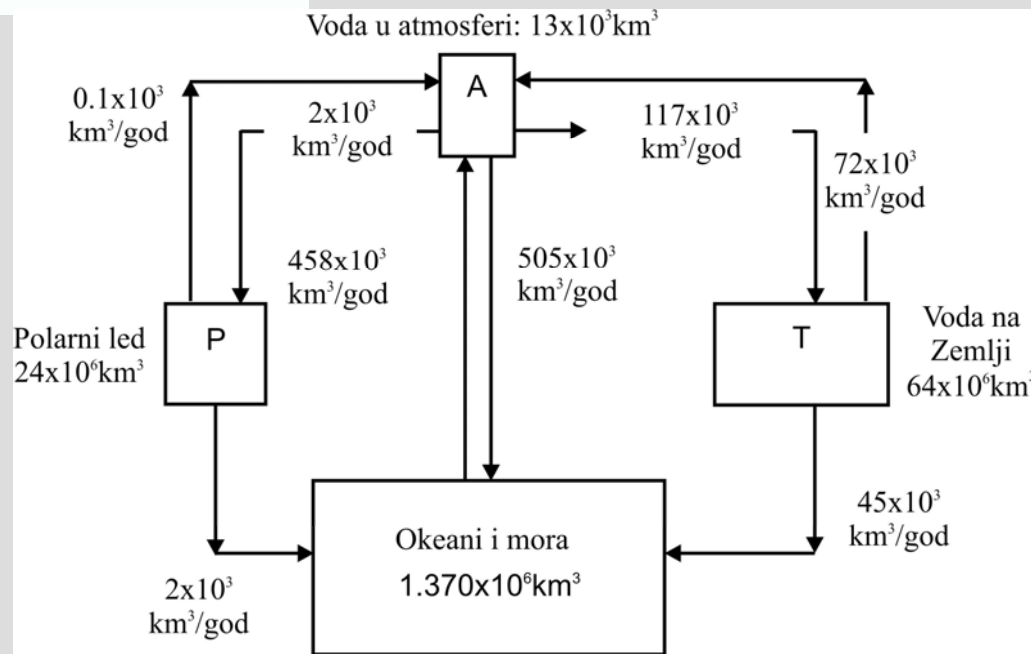 Voda u atmosferi: 13x10³km³
A
0.1x10³
km³/god
2x10³
km³/god
117x10³
km³/god
72x10³
km³/god
458x10³
km³/god
505x10³
km³/god
Polarni led
24x10⁶km³
P
T
Voda na
Zemlji
64x10⁶km³
Okeani i mora
1.370x10⁶km³
45x10³
km³/god
2x10³
km³/god